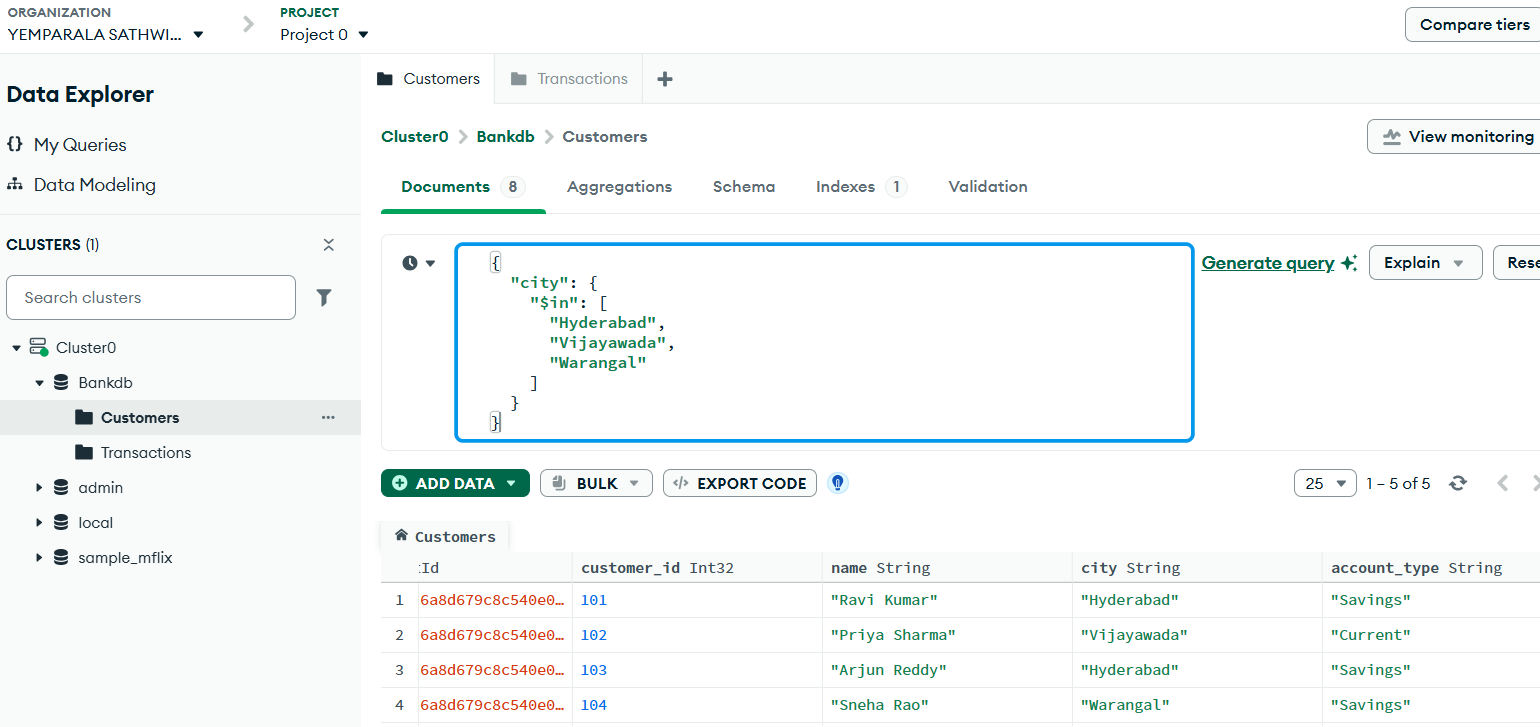 ORGANIZATION
YEMPARALA SATHWI...
PROJECT
Project 0
Compare tiers
Data Explorer
My Queries
Data Modeling
CLUSTERS (1)
Search clusters
Cluster0
Bankdb
Customers
Transactions
admin
local
sample_mflix
Customers
Transactions
Cluster0 > Bankdb > Customers
View monitoring
Documents 8 Aggregations Schema Indexes 1 Validation
{
"city": {
"$in": [
"Hyderabad",
"Vijayawada",
"Warangal"
]
}
}
Generate query
Explain
Rese
ADD DATA
BULK
EXPORT CODE
25
1 – 5 of 5
Customers
Id customer_id Int32 name String city String account_type String
1 6a8d679c8c540e0… 101 "Ravi Kumar" "Hyderabad" "Savings"
2 6a8d679c8c540e0… 102 "Priya Sharma" "Vijayawada" "Current"
3 6a8d679c8c540e0… 103 "Arjun Reddy" "Hyderabad" "Savings"
4 6a8d679c8c540e0… 104 "Sneha Rao" "Warangal" "Savings"